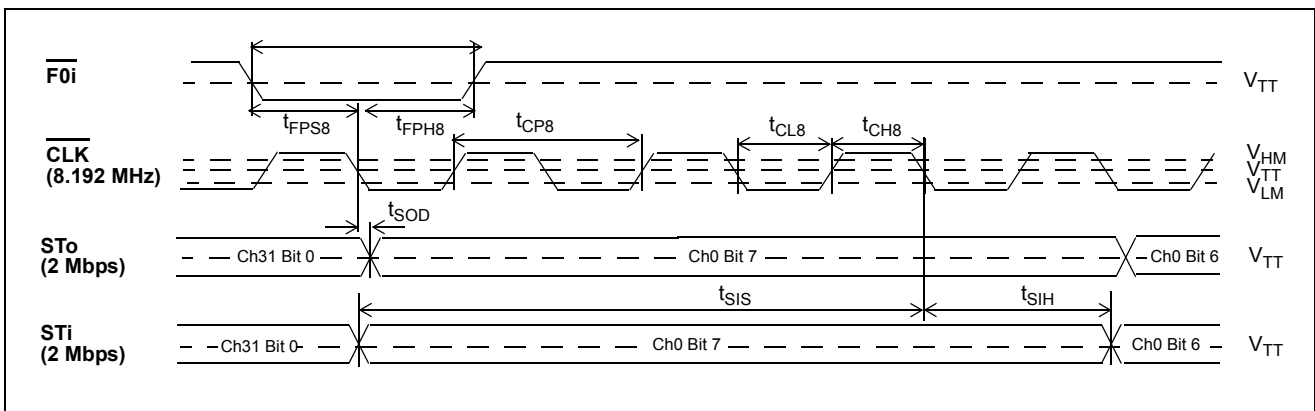 F0i
VTT
tFPS8 tFPH8 tCP8 tCL8 tCH8
CLK
(8.192 MHz)
VHM
VTT
VLM
tSOD
STo
(2 Mbps)
Ch31 Bit 0 Ch0 Bit 7 Ch0 Bit 6 VTT
tSIS tSIH
STi
(2 Mbps)
Ch31 Bit 0 Ch0 Bit 7 Ch0 Bit 6 VTT